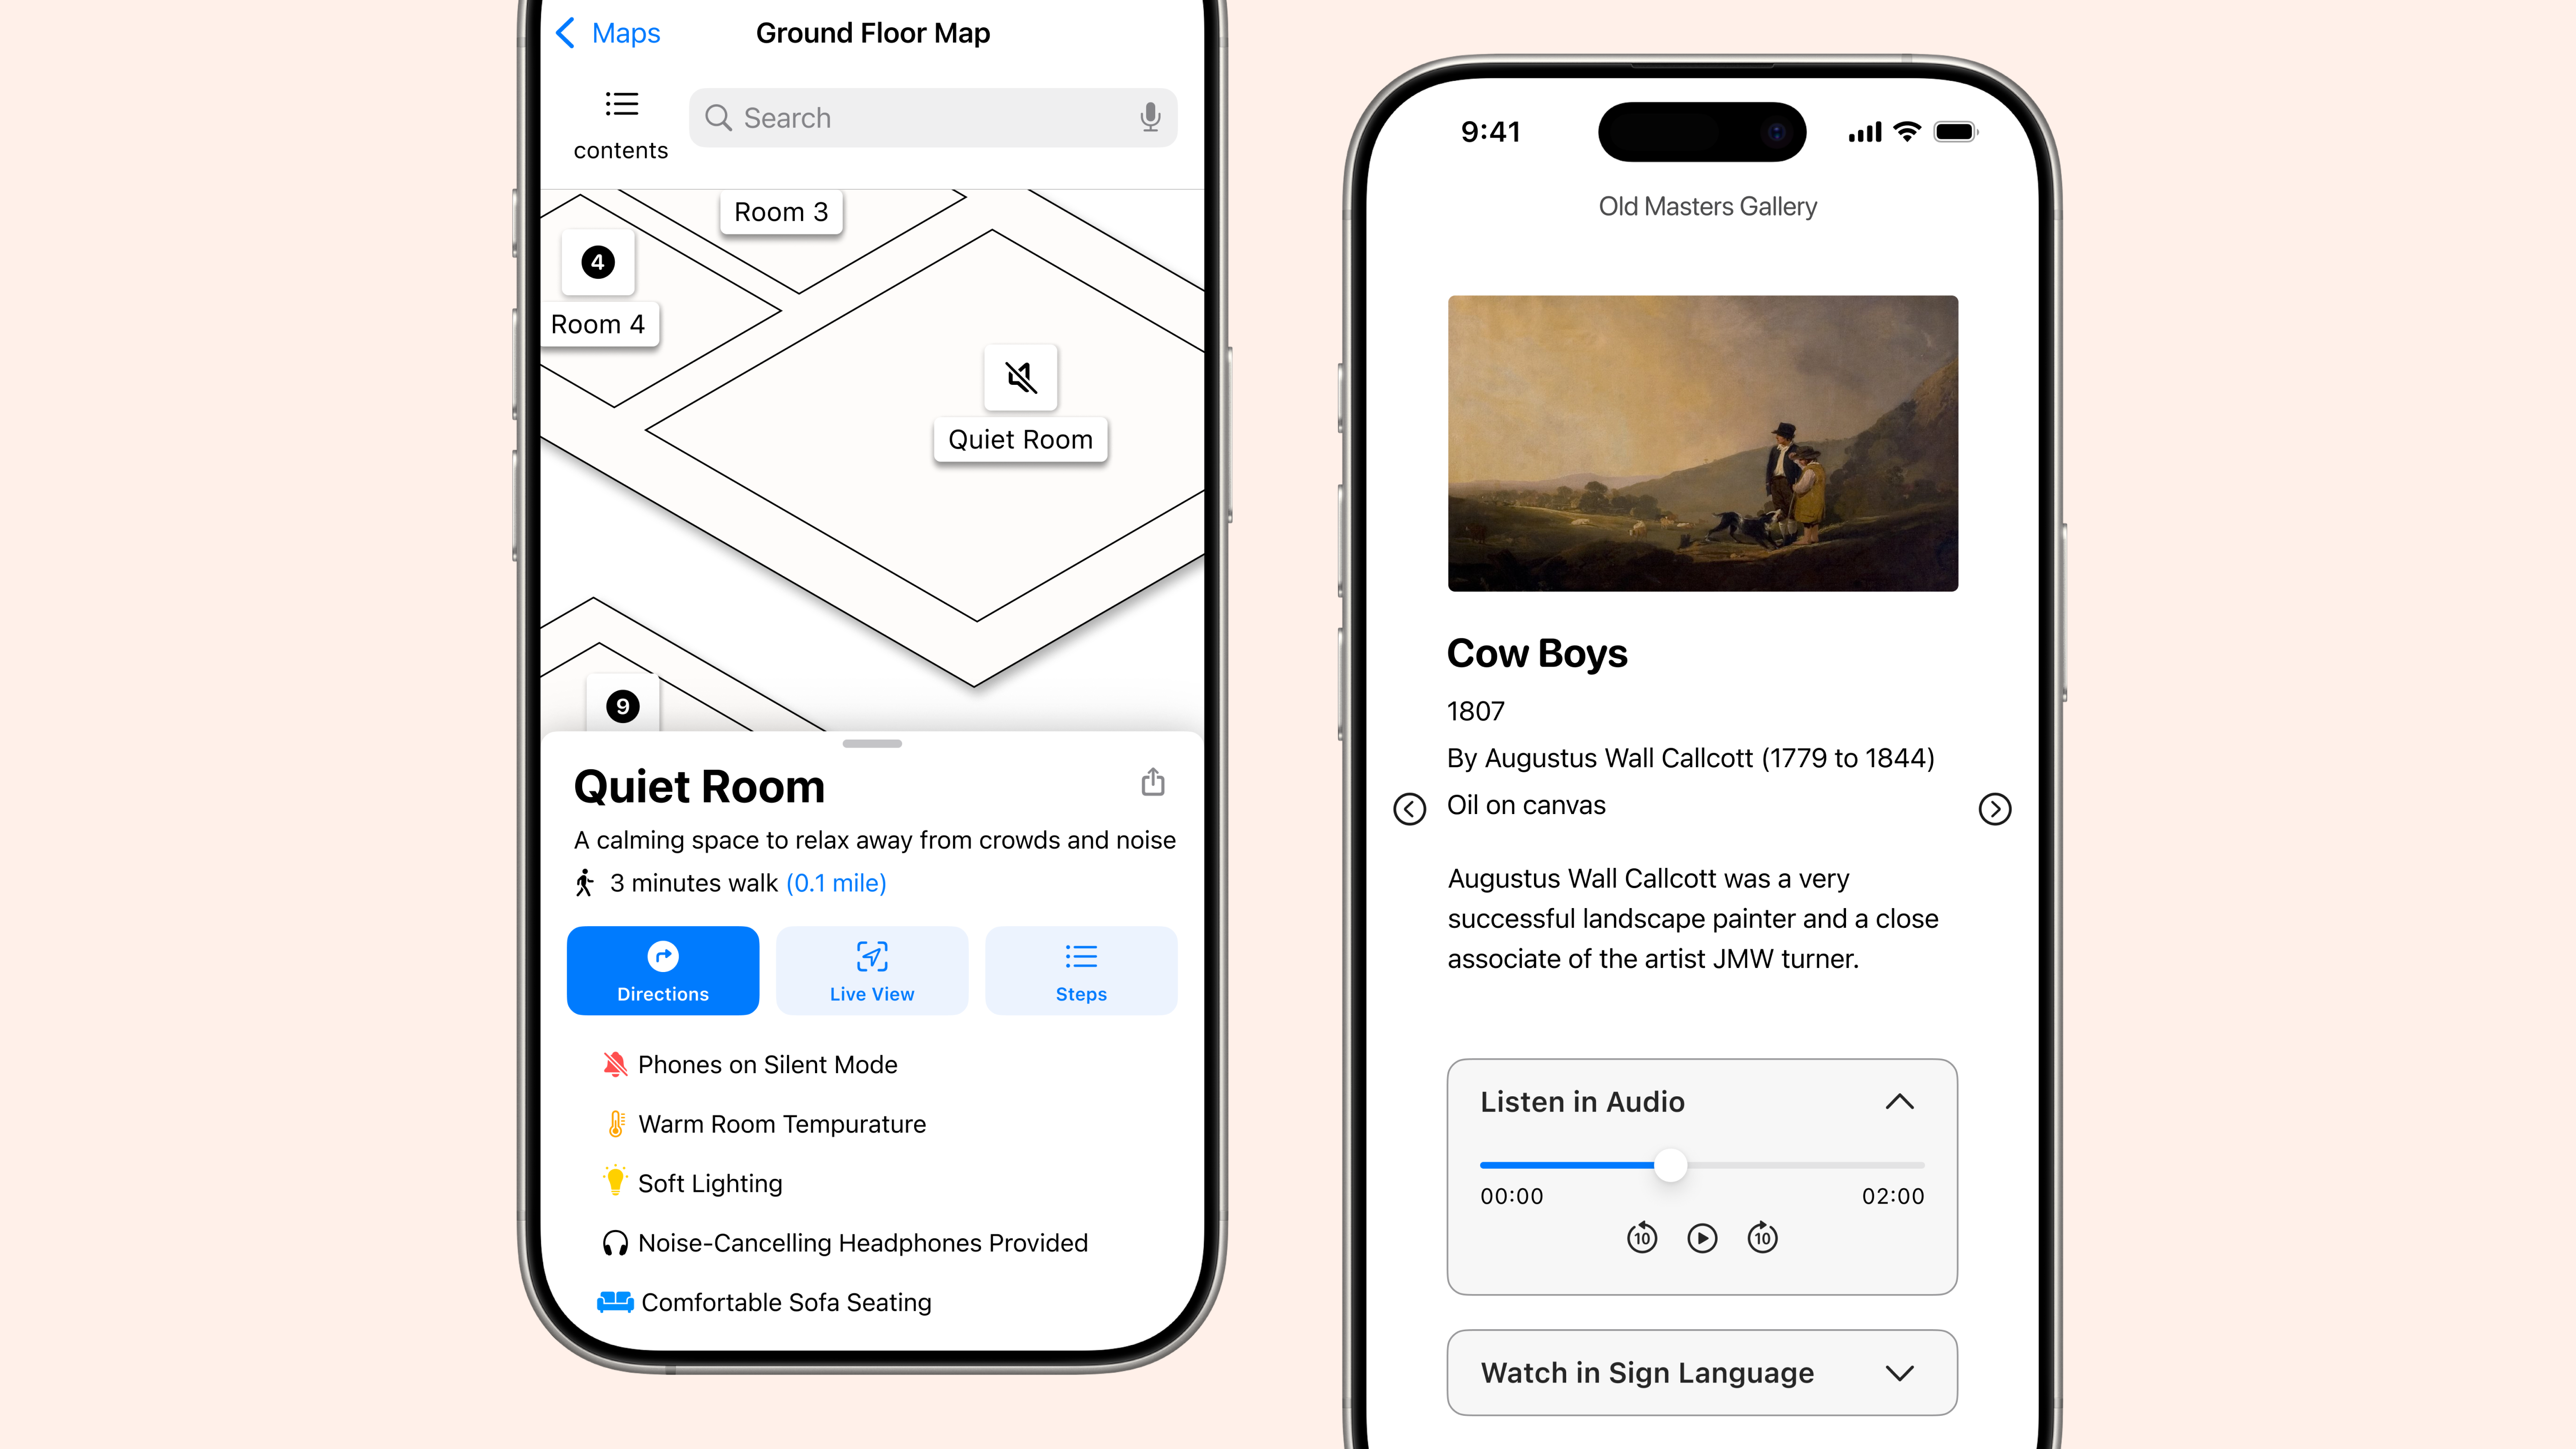 Maps
Ground Floor Map
contents
Search
Room 3
4
Room 4
Quiet Room
9
Quiet Room
A calming space to relax away from crowds and noise
3 minutes walk (0.1 mile)
Directions
Live View
Steps
Phones on Silent Mode
Warm Room Tempurature
Soft Lighting
Noise-Cancelling Headphones Provided
Comfortable Sofa Seating
9:41
Old Masters Gallery
Cow Boys
1807
By Augustus Wall Callcott (1779 to 1844)
Oil on canvas
Augustus Wall Callcott was a very
successful landscape painter and a close
associate of the artist JMW turner.
Listen in Audio
00:00
02:00
10
10
Watch in Sign Language